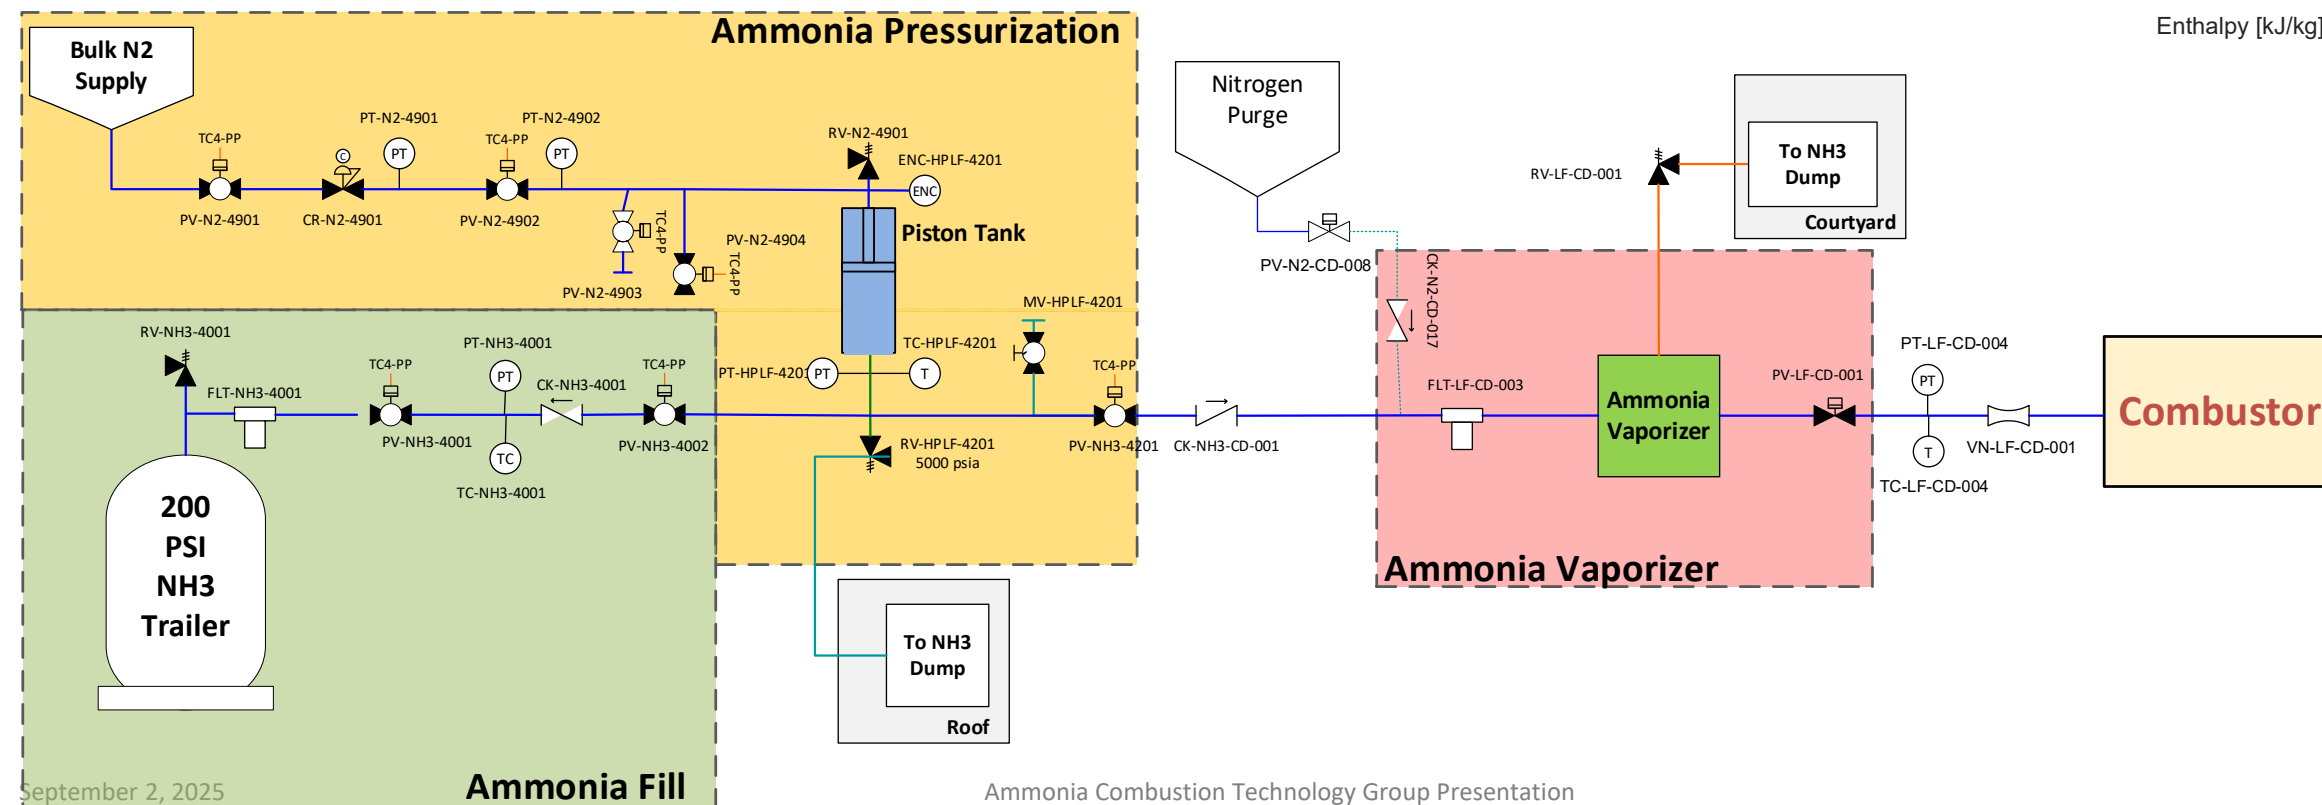 Ammonia Pressurization
Enthalpy [kJ/kg]
Bulk N2
Supply
Nitrogen
Purge
PT-N2-4901
PT-N2-4902
TC4-PP
TC4-PP
RV-N2-4901
ENC-HPLF-4201
PT
PT
C
ENC
PV-N2-4901
CR-N2-4901
PV-N2-4902
TC4-PP
PV-N2-4904
TC4-PP
PV-N2-4903
Piston Tank
To NH3
Dump
Courtyard
RV-LF-CD-001
PV-N2-CD-008
CK-N2-CD-017
MV-HPLF-4201
RV-NH3-4001
PT-NH3-4001
TC-HPLF-4201
TC4-PP
TC4-PP
TC4-PP
FLT-NH3-4001
PT
CK-NH3-4001
PT-HPLF-4201
PT
T
FLT-LF-CD-003
PV-LF-CD-001
PT-LF-CD-004
PT
Ammonia
Vaporizer
Combustor
PV-NH3-4001
PV-NH3-4002
RV-HPLF-4201
5000 psia
PV-NH3-4201
CK-NH3-CD-001
VN-LF-CD-001
TC
T
TC-NH3-4001
TC-LF-CD-004
200
PSI
NH3
Trailer
Ammonia Vaporizer
To NH3
Dump
Roof
Ammonia Fill
September 2, 2025
Ammonia Combustion Technology Group Presentation